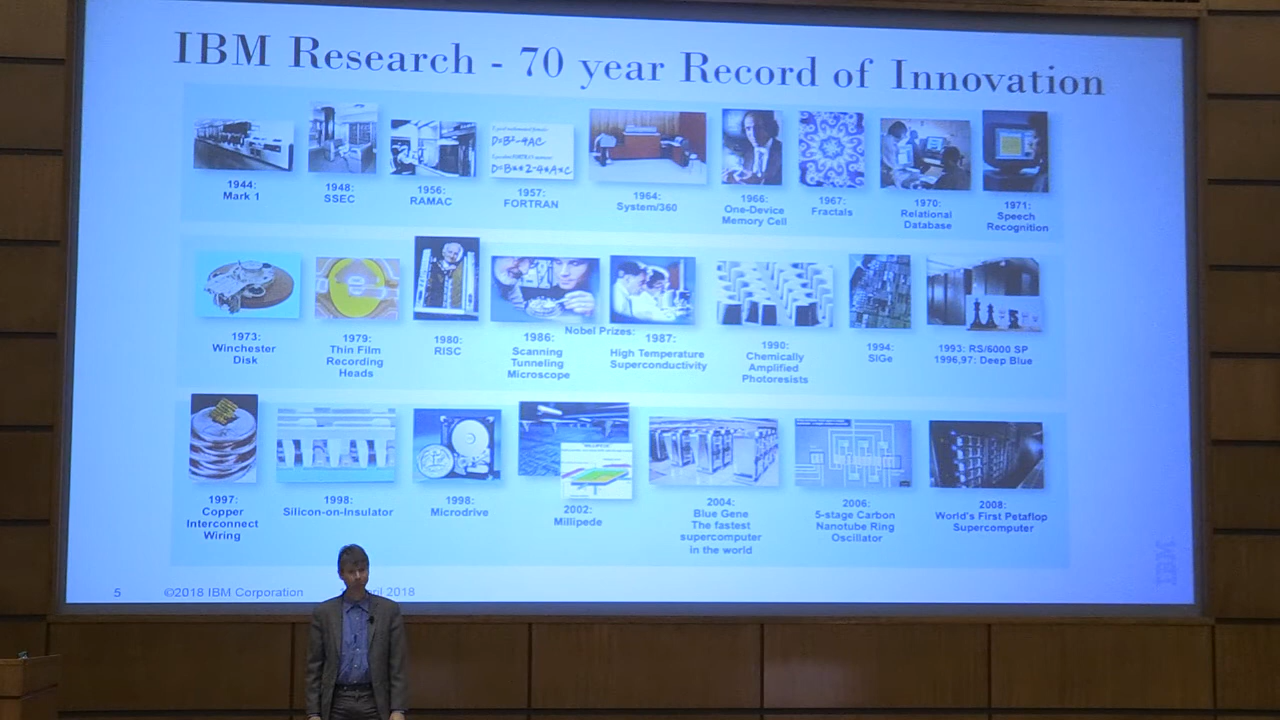 IBM Research - 70 year Record of Innovation
1944:
Mark 1
1948:
SSEC
1956:
RAMAC
D=B²-4AC
D=B**2-4*A*C
1957:
FORTRAN
1964:
System/360
1966:
One-Device
Memory Cell
1967:
Fractals
1970:
Relational
Database
1971:
Speech
Recognition
1973:
Winchester
Disk
1979:
Thin Film
Recording
Heads
1980:
RISC
Nobel Prizes:
1986:
Scanning
Tunneling
Microscope
1987:
High Temperature
Superconductivity
1990:
Chemically
Amplified
Photoresists
1994:
SIGe
1993: RS/6000 SP
1996,97: Deep Blue
1997:
Copper
Interconnect
Wiring
1998:
Silicon-on-Insulator
1998:
Microdrive
2002:
Millipede
2004:
Blue Gene
The fastest
supercomputer
in the world
2006:
5-stage Carbon
Nanotube Ring
Oscillator
2008:
World's First Petaflop
Supercomputer
IBM
5 ©2018 IBM Corporation 2018